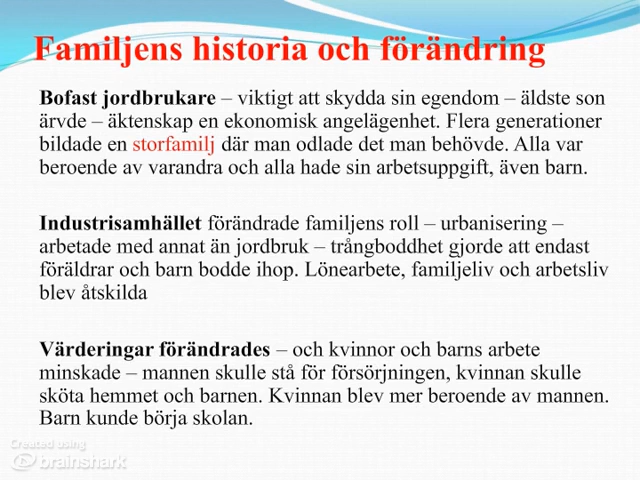 Familjens historia och förändring
Bofast jordbrukare – viktigt att skydda sin egendom – äldste son
ärvde – äktenskap en ekonomisk angelägenhet. Flera generationer
bildade en storfamilj där man odlade det man behövde. Alla var
beroende av varandra och alla hade sin arbetsuppgift, även barn.
Industrisamhället förändrade familjens roll – urbanisering –
arbetade med annat än jordbruk – trångboddhet gjorde att endast
föräldrar och barn bodde ihop. Lönearbete, familjeliv och arbetsliv
blev åtskilda
Värderingar förändrades – och kvinnor och barns arbete
minskade – mannen skulle stå för försörjningen, kvinnan skulle
sköta hemmet och barnen. Kvinnan blev mer beroende av mannen.
Barn kunde börja skolan.
Created using
brainshark